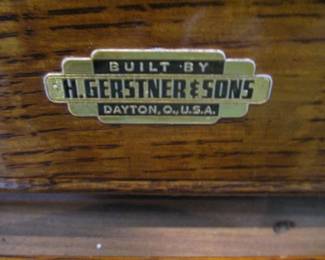 BUILT BY
H. GERSTNER & SONS
DAYTON, O., U.S.A.